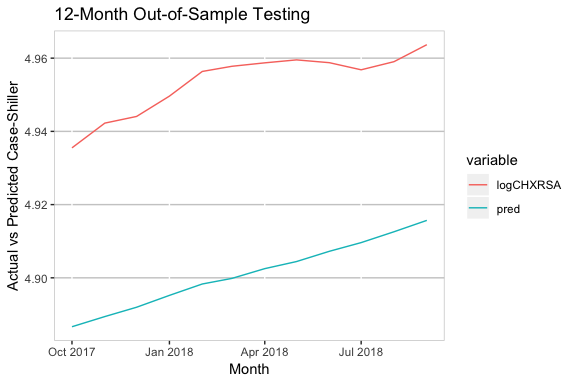 12-Month Out-of-Sample Testing
Actual vs Predicted Case-Shiller
4.96
4.94
4.92
4.90
Oct 2017
Jan 2018
Apr 2018
Jul 2018
Month
variable
logCHXRSA
pred